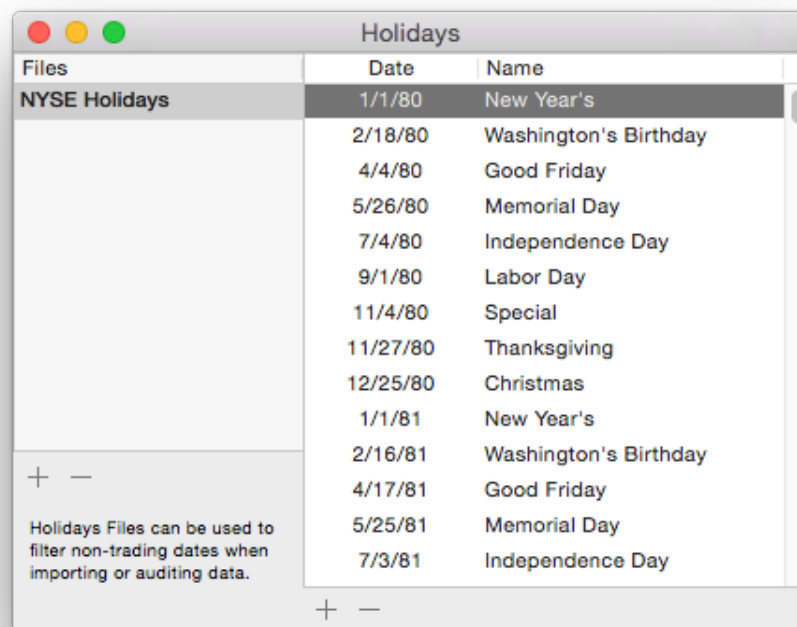 Holidays
Files
NYSE Holidays
Holidays Files can be used to
filter non-trading dates when
importing or auditing data.
Date Name
1/1/80 New Year's
2/18/80 Washington's Birthday
4/4/80 Good Friday
5/26/80 Memorial Day
7/4/80 Independence Day
9/1/80 Labor Day
11/4/80 Special
11/27/80 Thanksgiving
12/25/80 Christmas
1/1/81 New Year's
2/16/81 Washington's Birthday
4/17/81 Good Friday
5/25/81 Memorial Day
7/3/81 Independence Day